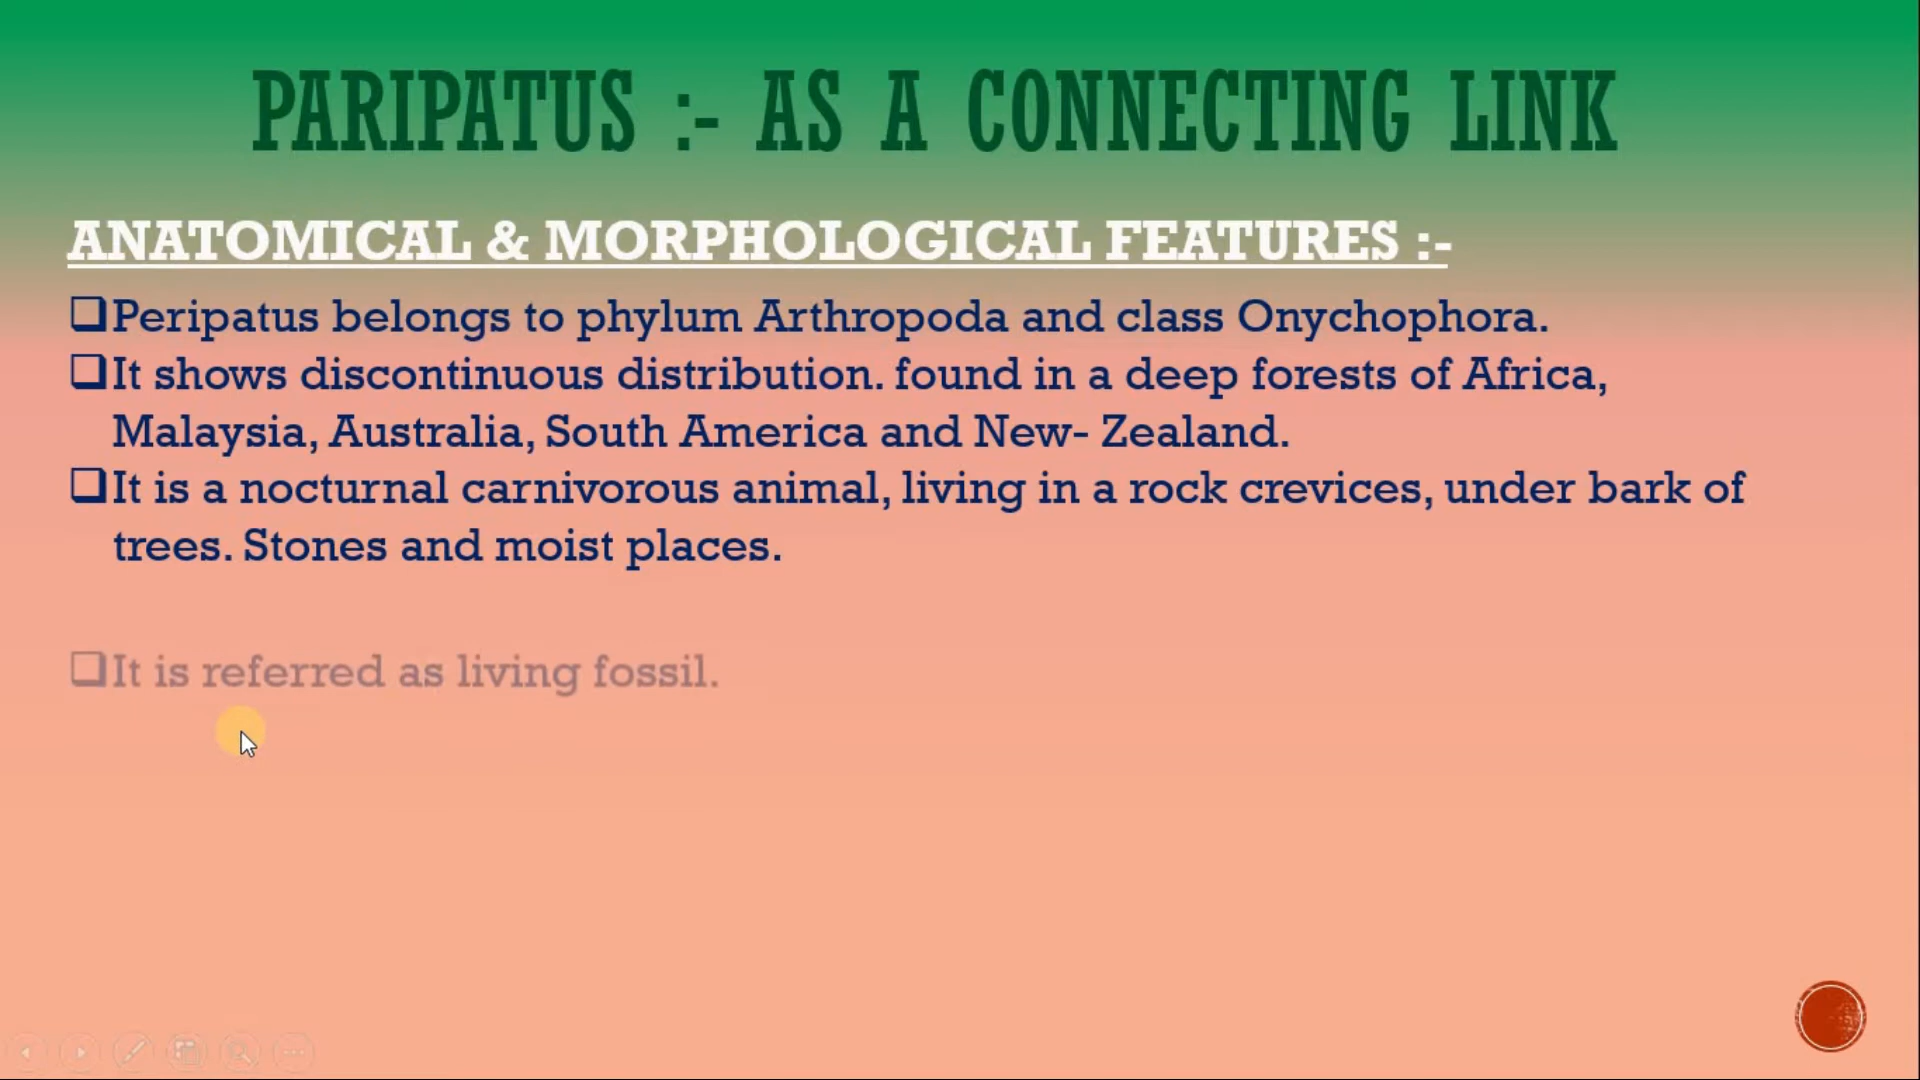 PARIPATUS :- AS A CONNECTING LINK
ANATOMICAL & MORPHOLOGICAL FEATURES :-
❑Peripatus belongs to phylum Arthropoda and class Onychophora.
❑It shows discontinuous distribution. found in a deep forests of Africa,
Malaysia, Australia, South America and New- Zealand.
❑It is a nocturnal carnivorous animal, living in a rock crevices, under bark of
trees. Stones and moist places.
❑It is referred as living fossil.